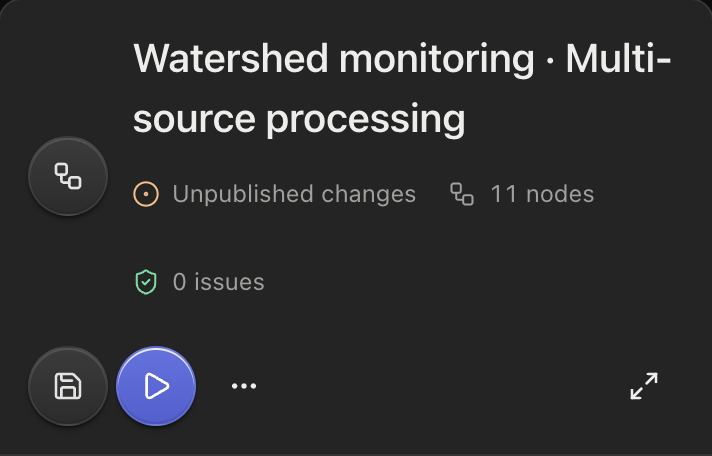 Watershed monitoring · Multi-
source processing
Unpublished changes 11 nodes
0 issues